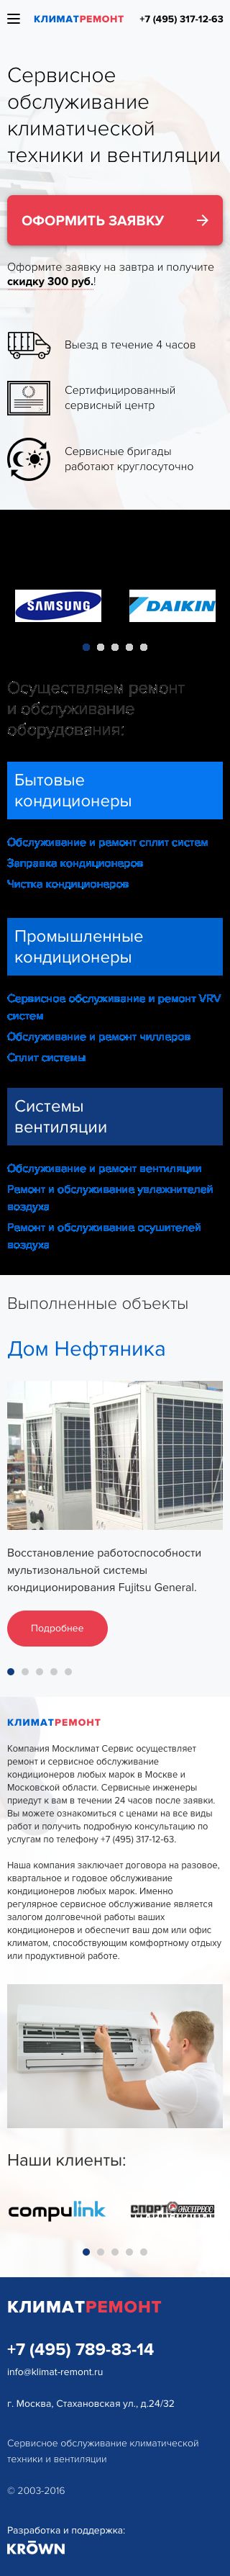 КЛИМАТРЕМОНТ +7 (495) 317-12-63
Сервисное
обслуживание
климатической
техники и вентиляции
ОФОРМИТЬ ЗАЯВКУ →
Оформите заявку на завтра и получите
скидку 300 руб.!
Выезд в течение 4 часов
Сертифицированный
сервисный центр
Сервисные бригады
работают круглосуточно
SAMSUNG DAIKIN
Осуществляем ремонт
и обслуживание
оборудования:
Бытовые
кондиционеры
Обслуживание и ремонт сплит систем
Заправка кондиционеров
Чистка кондиционеров
Промышленные
кондиционеры
Сервисное обслуживание и ремонт VRV
систем
Обслуживание и ремонт чиллеров
Сплит системы
Системы
вентиляции
Обслуживание и ремонт вентиляции
Ремонт и обслуживание увлажнителей
воздуха
Ремонт и обслуживание осушителей
воздуха
Выполненные объекты
Дом Нефтяника
Восстановление работоспособности
мультизональной системы
кондиционирования Fujitsu General.
Подробнее
КЛИМАТРЕМОНТ
Компания Москлимат Сервис осуществляет
ремонт и сервисное обслуживание
кондиционеров любых марок в Москве и
Московской области. Сервисные инженеры
приедут к вам в течении 24 часов после заявки.
Вы можете ознакомиться с ценами на все виды
работ и получить подробную консультацию по
услугам по телефону +7 (495) 317-12-63.
Наша компания заключает договора на разовое,
квартальное и годовое обслуживание
кондиционеров любых марок. Именно
регулярное сервисное обслуживание является
залогом долговечной работы ваших
кондиционеров и обеспечит ваш дом или офис
климатом, способствующим комфортному отдыху
или продуктивной работе.
Наши клиенты:
compulink СПОРТ ЭКСПРЕСС
WWW.SPORT-EXPRESS.RU
КЛИМАТРЕМОНТ
+7 (495) 789-83-14
info@klimat-remont.ru
г. Москва, Стахановская ул., д.24/32
Сервисное обслуживание климатической
техники и вентиляции
© 2003-2016
Разработка и поддержка:
KRŌWN